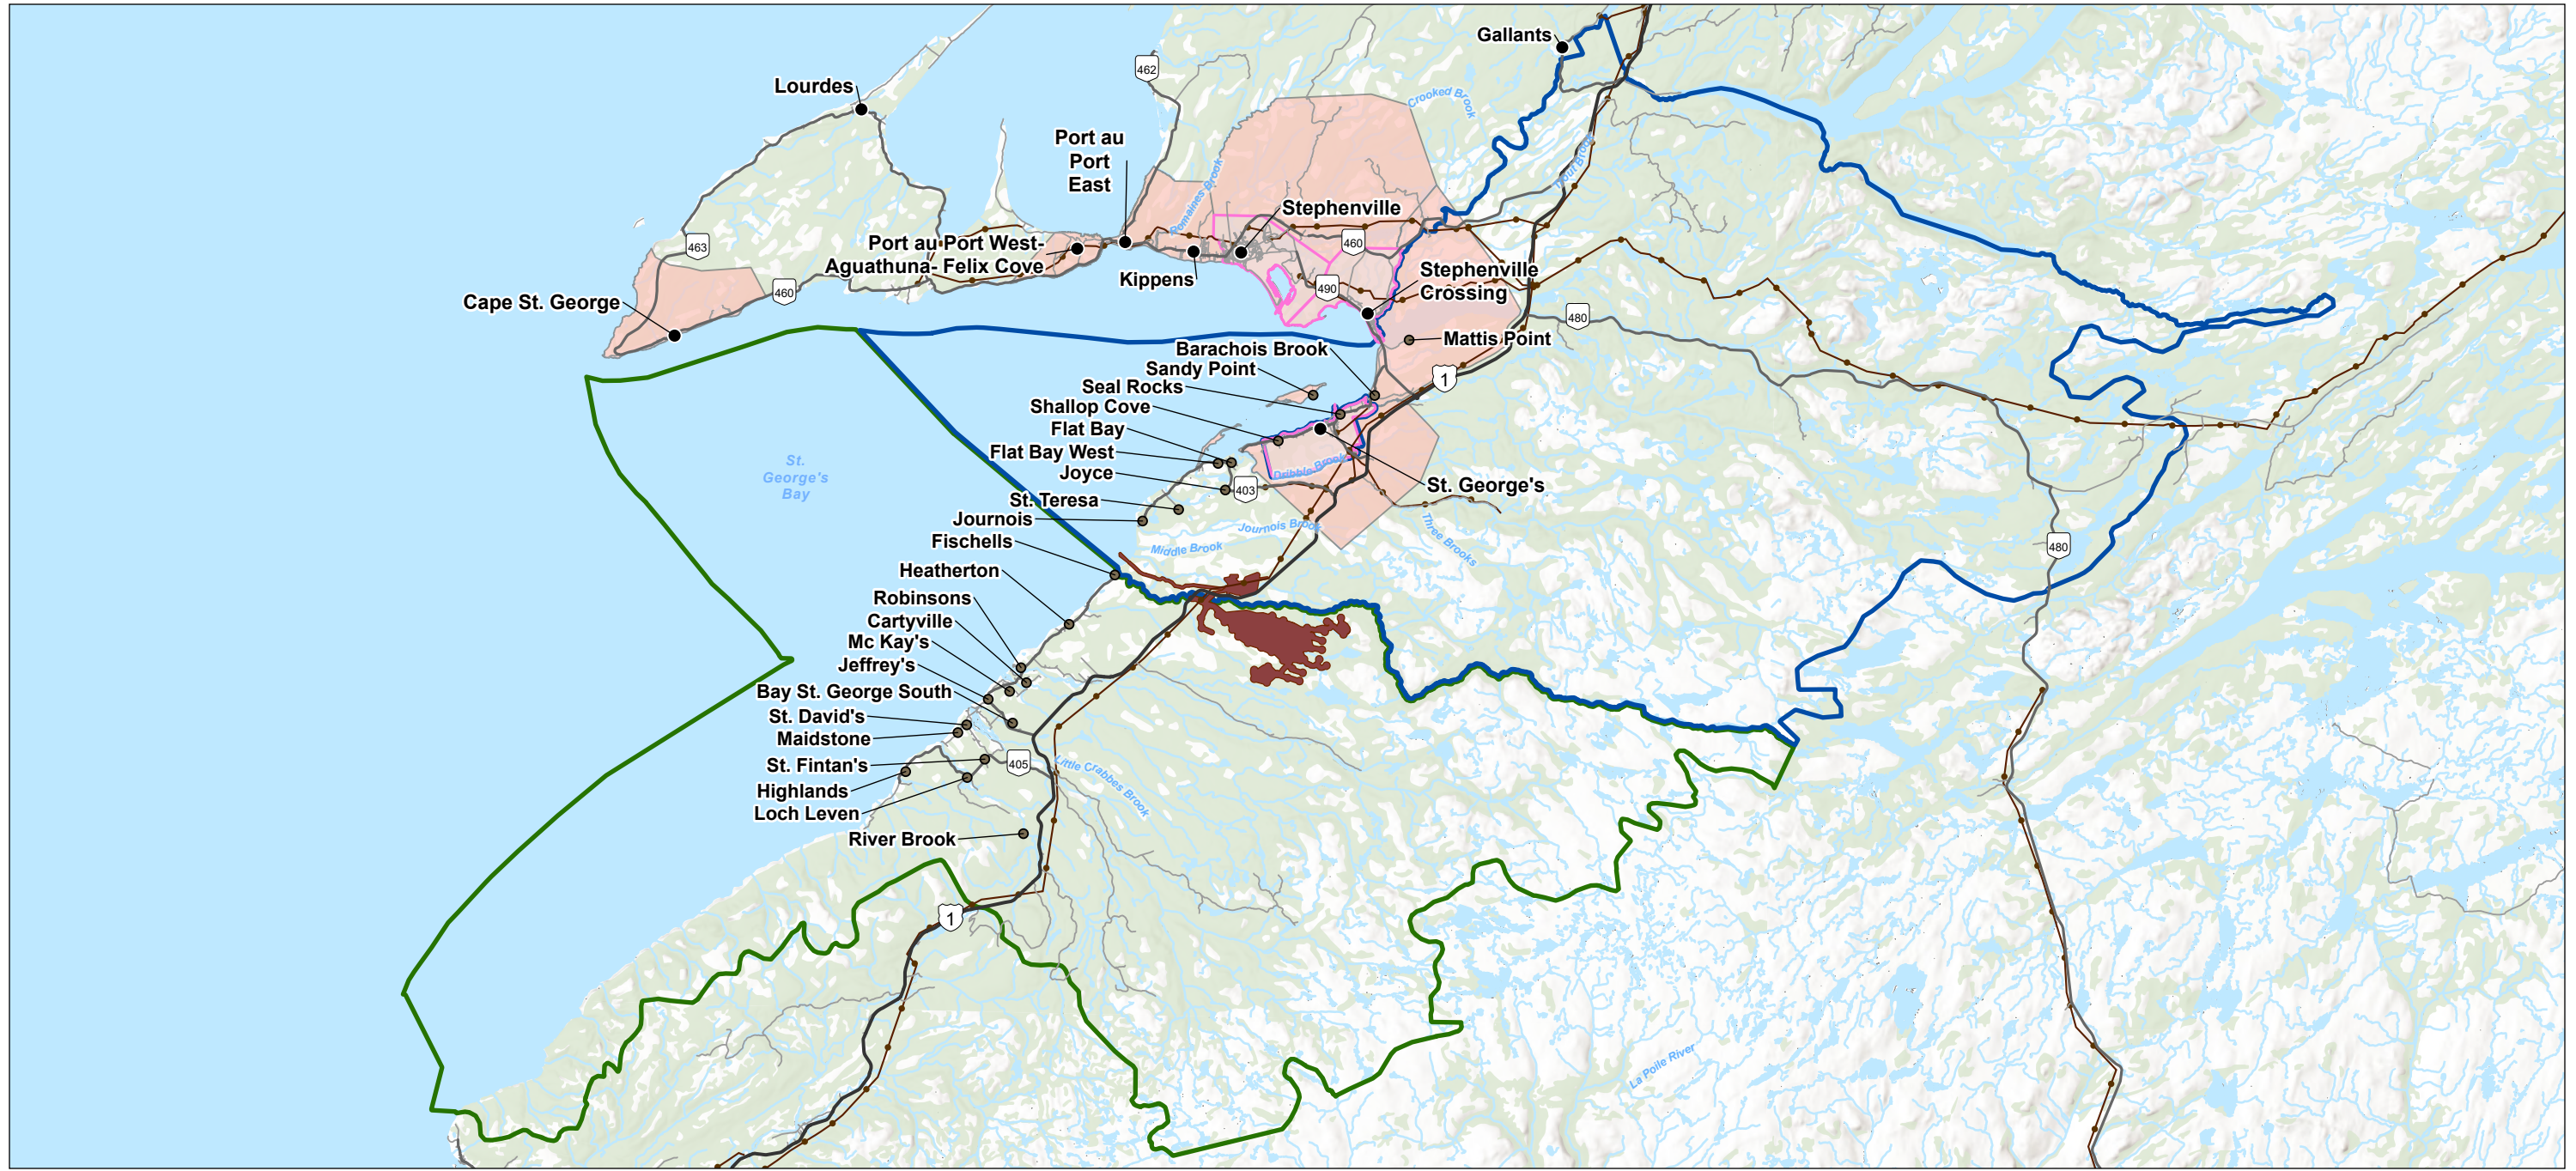 Gallants
462
Lourdes
Crooked Brook
Port au
Port
East
Trout Brook
Romaines Brook
Stephenville
463
Port au Port West-
Aguathuna- Felix Cove
460
Kippens
Stephenville
Crossing
490
460
Cape St. George
480
Mattis Point
Barachois Brook
Sandy Point
1
Seal Rocks
Shallop Cove
Flat Bay
Flat Bay West
Dribble Brook
St.
George's
Bay
Joyce
403
St. George's
St. Teresa
Journois
Journois Brook
Three Brooks
Fischells
Middle Brook
480
Heatherton
Robinsons
Cartyville
Mc Kay's
Jeffrey's
Bay St. George South
St. David's
Maidstone
St. Fintan's
405
Little Crabbes Brook
Highlands
Loch Leven
River Brook
1
La Poile River